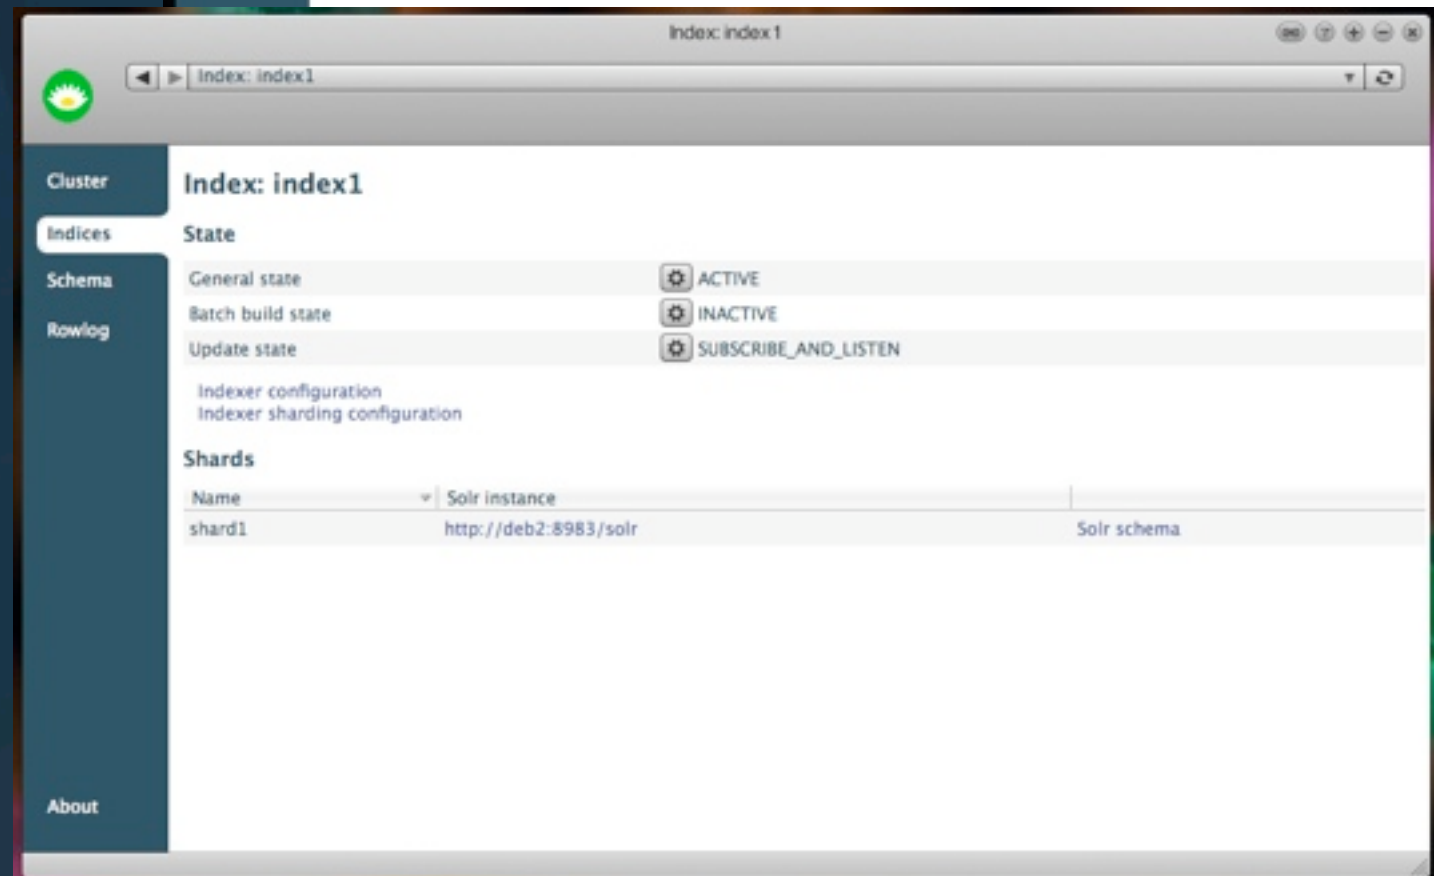 Index: index1
Index: index1
Cluster
Indices
Schema
Rowlog
About
Index: index1
State
General state ACTIVE
Batch build state INACTIVE
Update state SUBSCRIBE_AND_LISTEN
Indexer configuration
Indexer sharding configuration
Shards
Name Solr instance
shard1 http://deb2:8983/solr Solr schema